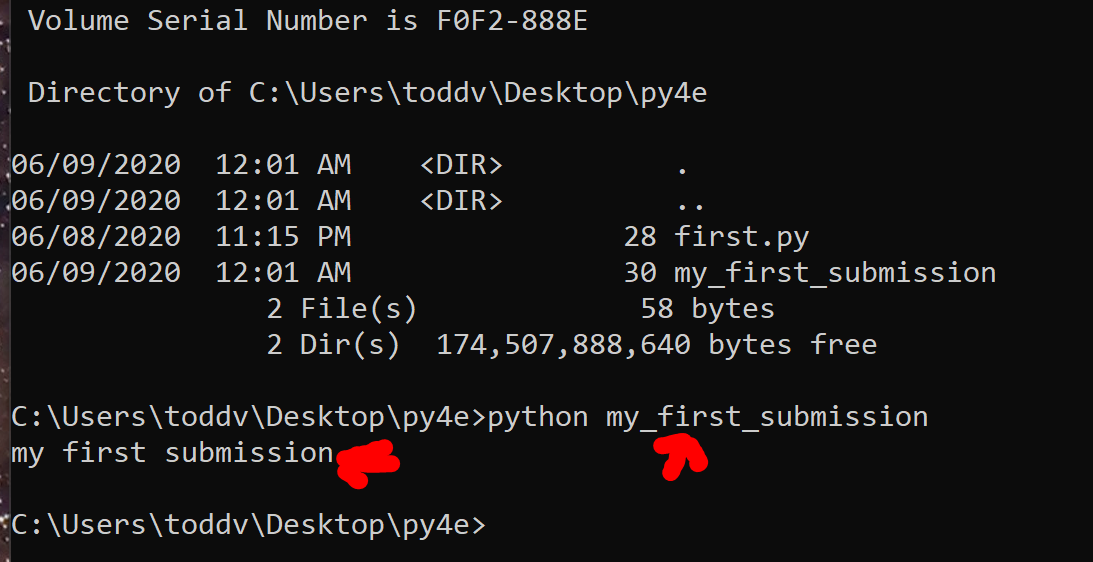 Volume Serial Number is F0F2-888E
Directory of C:\Users\toddv\Desktop\py4e
06/09/2020  12:01 AM    <DIR>          .
06/09/2020  12:01 AM    <DIR>          ..
06/08/2020  11:15 PM                28 first.py
06/09/2020  12:01 AM                30 my_first_submission
               2 File(s)             58 bytes
               2 Dir(s)  174,507,888,640 bytes free
C:\Users\toddv\Desktop\py4e>python my_first_submission
my first submission
C:\Users\toddv\Desktop\py4e>